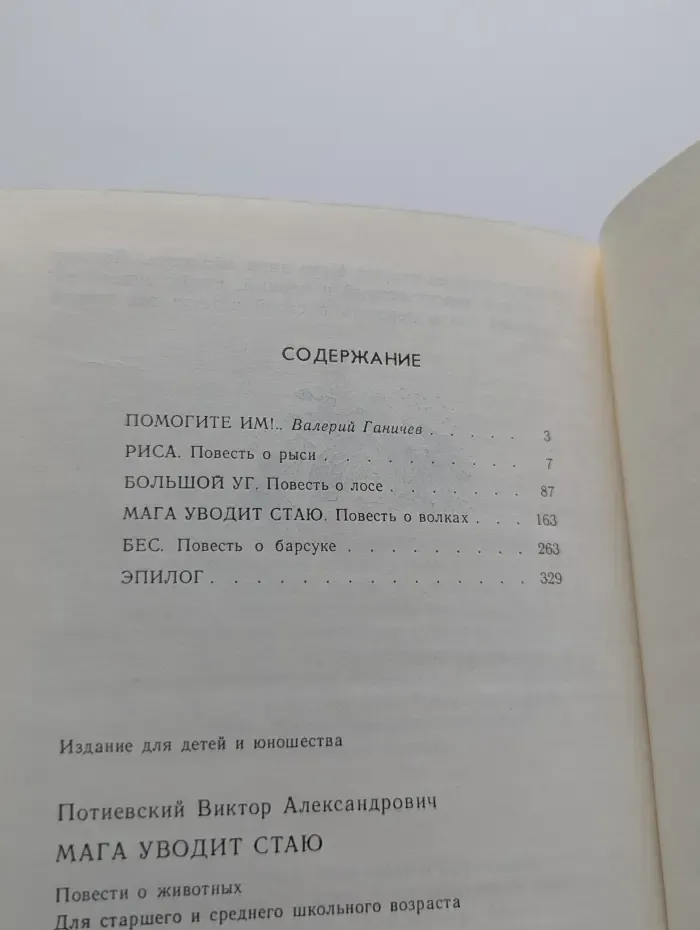 СОДЕРЖАНИЕ
ПОМОГИТЕ ИМ!.. Валерий Ганичев . . . . . 3
РИСА. Повесть о рыси . . . . . . . . . . 7
БОЛЬШОЙ УГ. Повесть о лосе . . . . . . . 87
МАГА УВОДИТ СТАЮ. Повесть о волках . . . 163
БЕС. Повесть о барсуке . . . . . . . . . 263
ЭПИЛОГ . . . . . . . . . . . . . . . 329
Издание для детей и юношества
Потиевский Виктор Александрович
МАГА УВОДИТ СТАЮ
Повести о животных
Для старшего и среднего школьного возраста